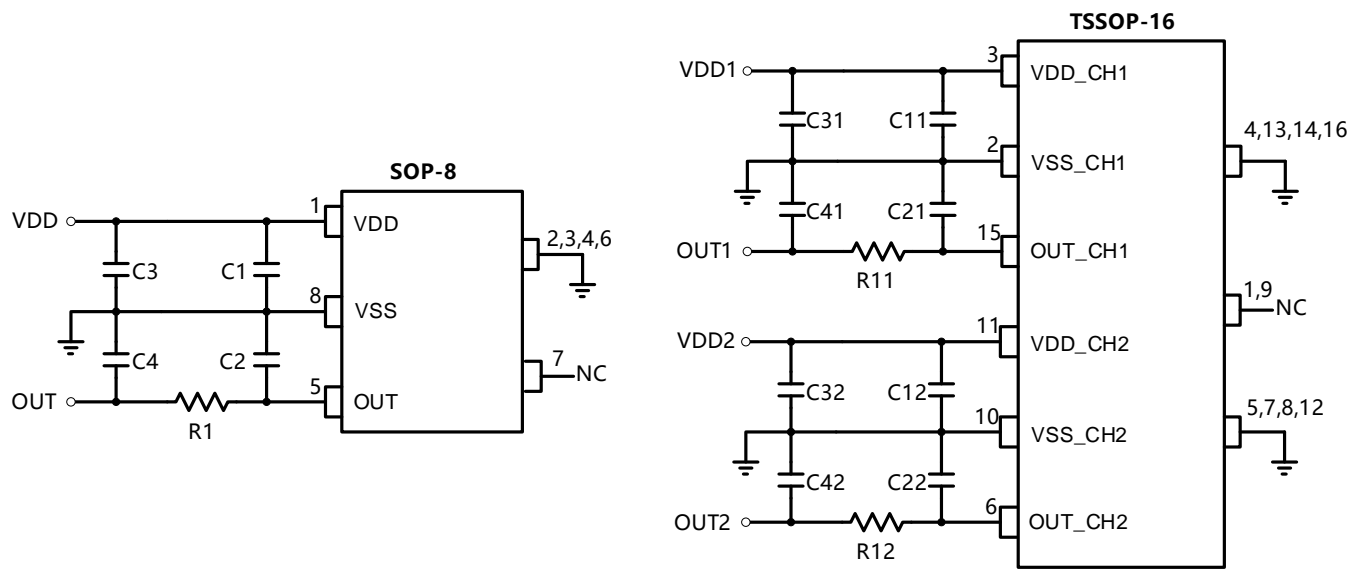 SOP-8
VDD
1
VDD
C3
C1
2,3,4,6
8
VSS
C4
C2
7
NC
OUT
R1
5
OUT
TSSOP-16
VDD1
3
VDD_CH1
C31
C11
4,13,14,16
2
VSS_CH1
C41
C21
OUT1
R11
15
OUT_CH1
1,9
NC
VDD2
11
VDD_CH2
C32
C12
10
VSS_CH2
5,7,8,12
C42
C22
OUT2
R12
6
OUT_CH2